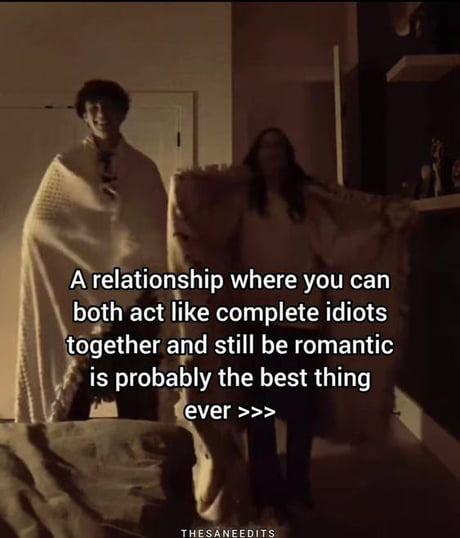 A relationship where you can
both act like complete idiots
together and still be romantic
is probably the best thing
ever >>>
THESANEEDITS